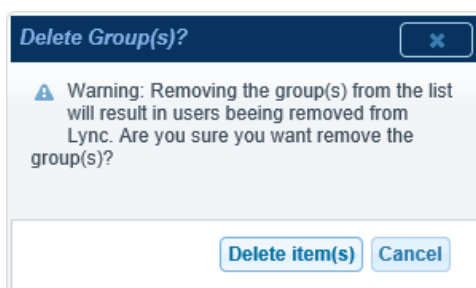 Delete Group(s)?
Warning: Removing the group(s) from the list
will result in users beeing removed from
Lync. Are you sure you want remove the
group(s)?
Delete item(s) Cancel